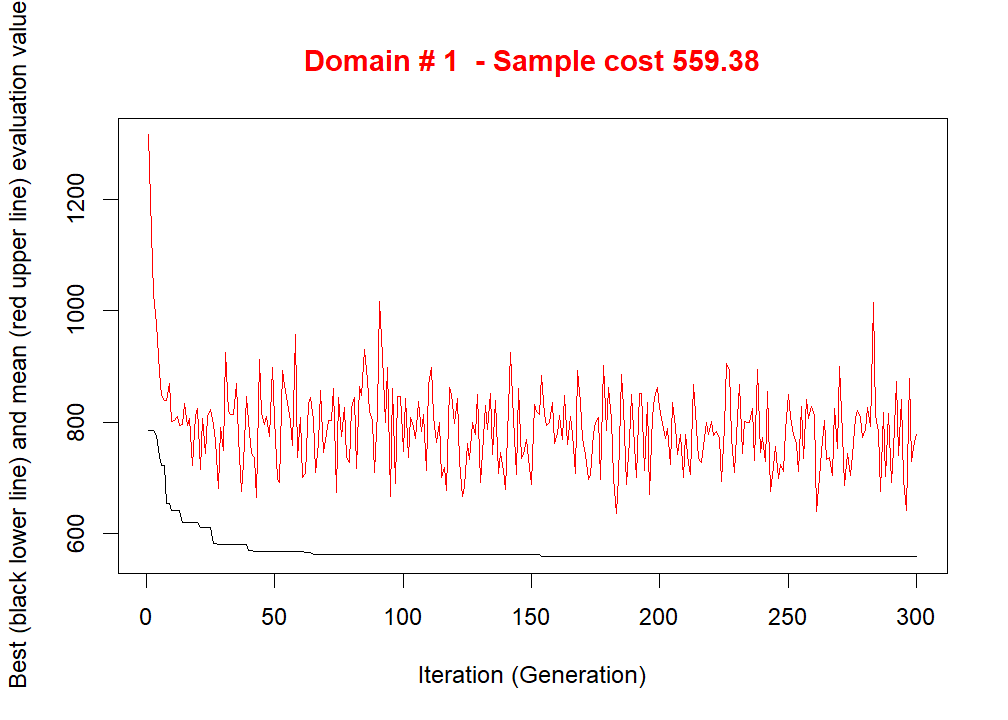 Domain # 1  - Sample cost 559.38
Best (black lower line) and mean (red upper line) evaluation value
1200
1000
800
600
0 50 100 150 200 250 300
Iteration (Generation)